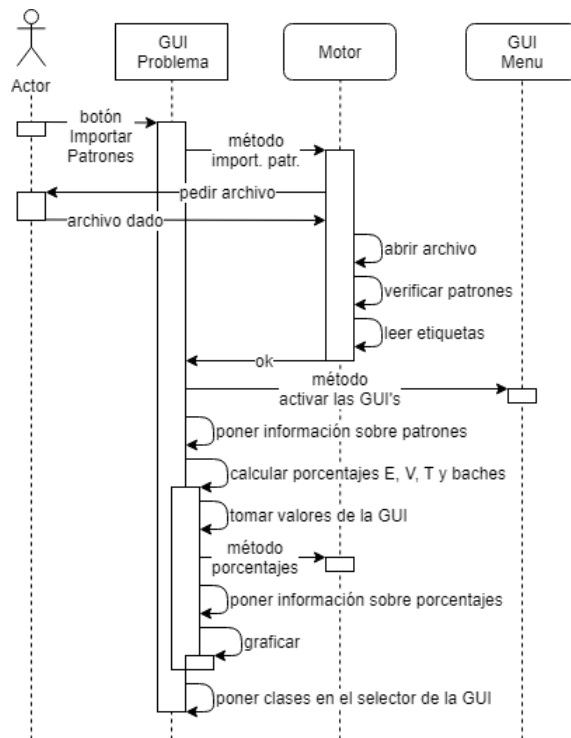 Actor
GUI
Problema
Motor
GUI
Menu
botón
Importar
Patrones
método
import. patr.
pedir archivo
archivo dado
abrir archivo
verificar patrones
leer etiquetas
ok
método
activar las GUI's
poner información sobre patrones
calcular porcentajes E, V, T y baches
tomar valores de la GUI
método
porcentajes
poner información sobre porcentajes
graficar
poner clases en el selector de la GUI